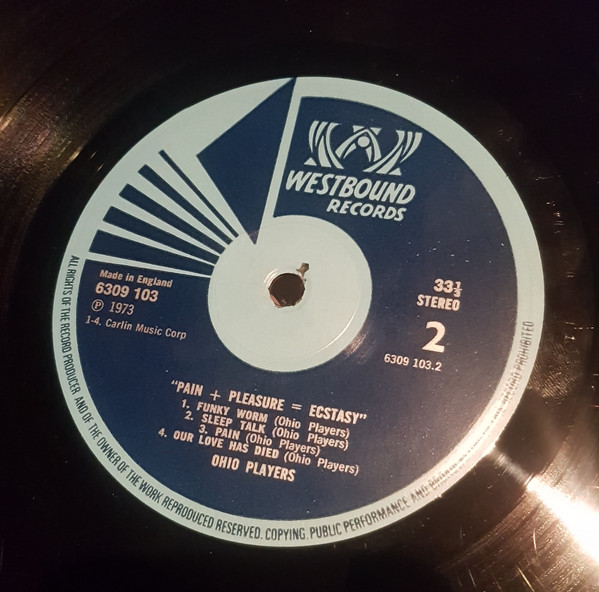 WESTBOUND
RECORDS
Made in England
6309 103
Ⓟ 1973
1-4. Carlin Music Corp
33⅓
STEREO
2
6309 103.2
"PAIN + PLEASURE = ECSTASY"
1. FUNKY WORM (Ohio Players)
2. SLEEP TALK (Ohio Players)
3. PAIN (Ohio Players)
4. OUR LOVE HAS DIED (Ohio Players)
OHIO PLAYERS
ALL RIGHTS OF THE RECORD PRODUCER AND OF THE OWNER OF THE WORK REPRODUCED RESERVED. COPYING, PUBLIC PERFORMANCE AND RECORD PROHIBITED